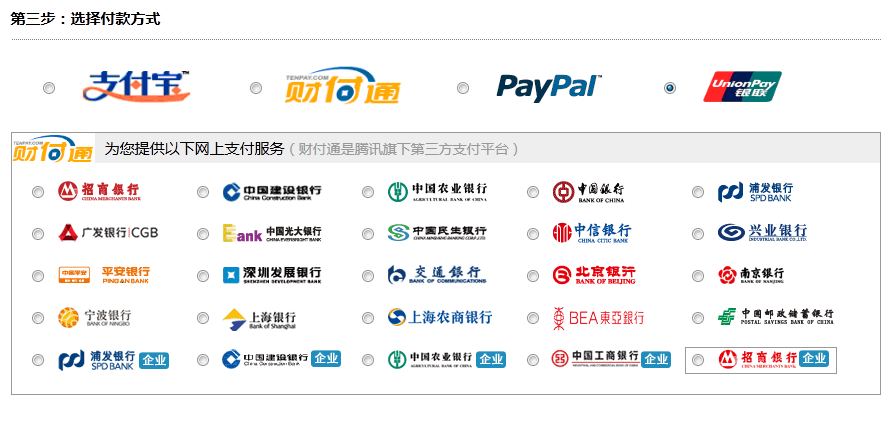 第三步：选择付款方式
支付宝™
TENPAY.COM
财付通
PayPal™
UnionPay
银联
TENPAY.COM
财付通
为您提供以下网上支付服务（财付通是腾讯旗下第三方支付平台）
招商银行
CHINA MERCHANTS BANK
中国建设银行
China Construction Bank
中国农业银行
AGRICULTURAL BANK OF CHINA
中国银行
BANK OF CHINA
浦发银行
SPD BANK
广发银行|CGB
Bank 中国光大银行
CHINA EVERBRIGHT BANK
中国民生银行
CHINA MINSHENG BANKING CORP.,LTD.
中信银行
CHINA CITIC BANK
兴业银行
INDUSTRIAL BANK CO.,LTD.
中国平安
平安银行
PINGAN BANK
深圳发展银行
SHENZHEN DEVELOPMENT BANK
交通银行
BANK OF COMMUNICATIONS
北京银行
BANK OF BEIJING
南京银行
BANK OF NANJING
宁波银行
BANK OF NINGBO
上海银行
Bank of Shanghai
上海农商银行
BEA東亞銀行
中国邮政储蓄银行
POSTAL SAVINGS BANK OF CHINA
浦发银行 企业
SPD BANK
中国建设银行 企业
China Construction Bank
中国农业银行 企业
AGRICULTURAL BANK OF CHINA
中国工商银行 企业
INDUSTRIAL AND COMMERCIAL BANK OF CHINA
招商银行 企业
CHINA MERCHANTS BANK